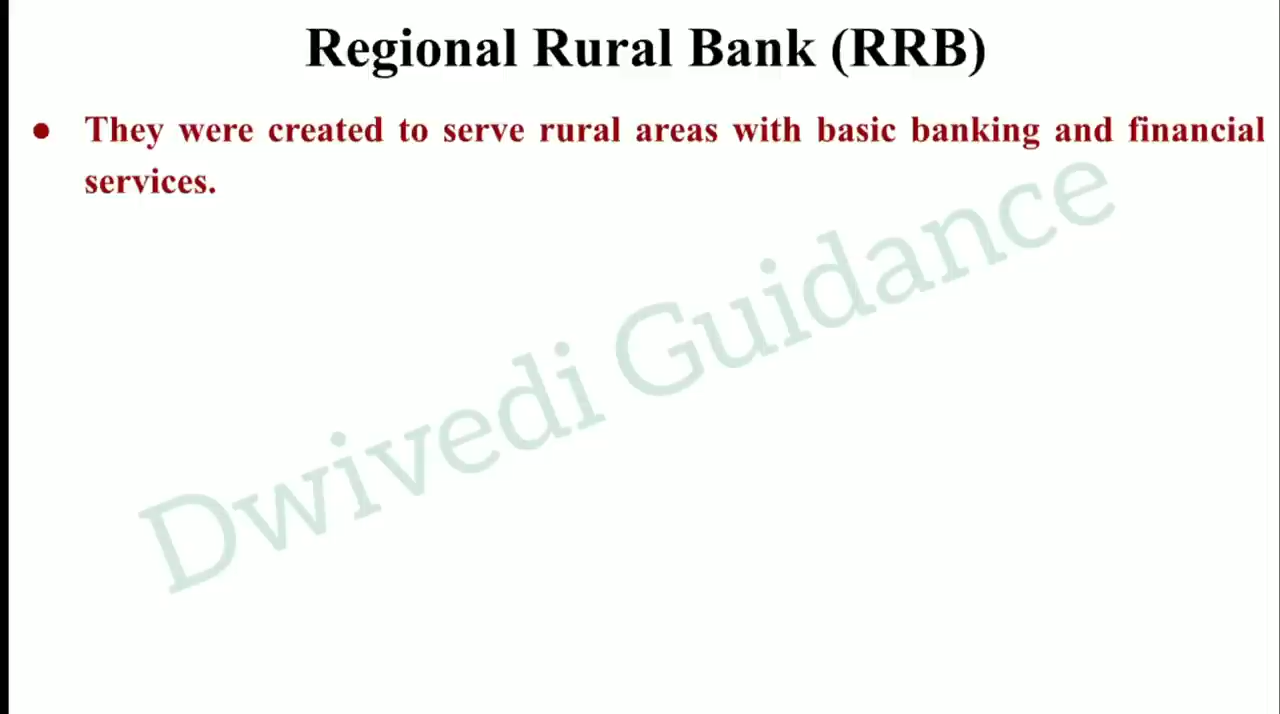 Regional Rural Bank (RRB)
● They were created to serve rural areas with basic banking and financial
services.
Dwivedi Guidance